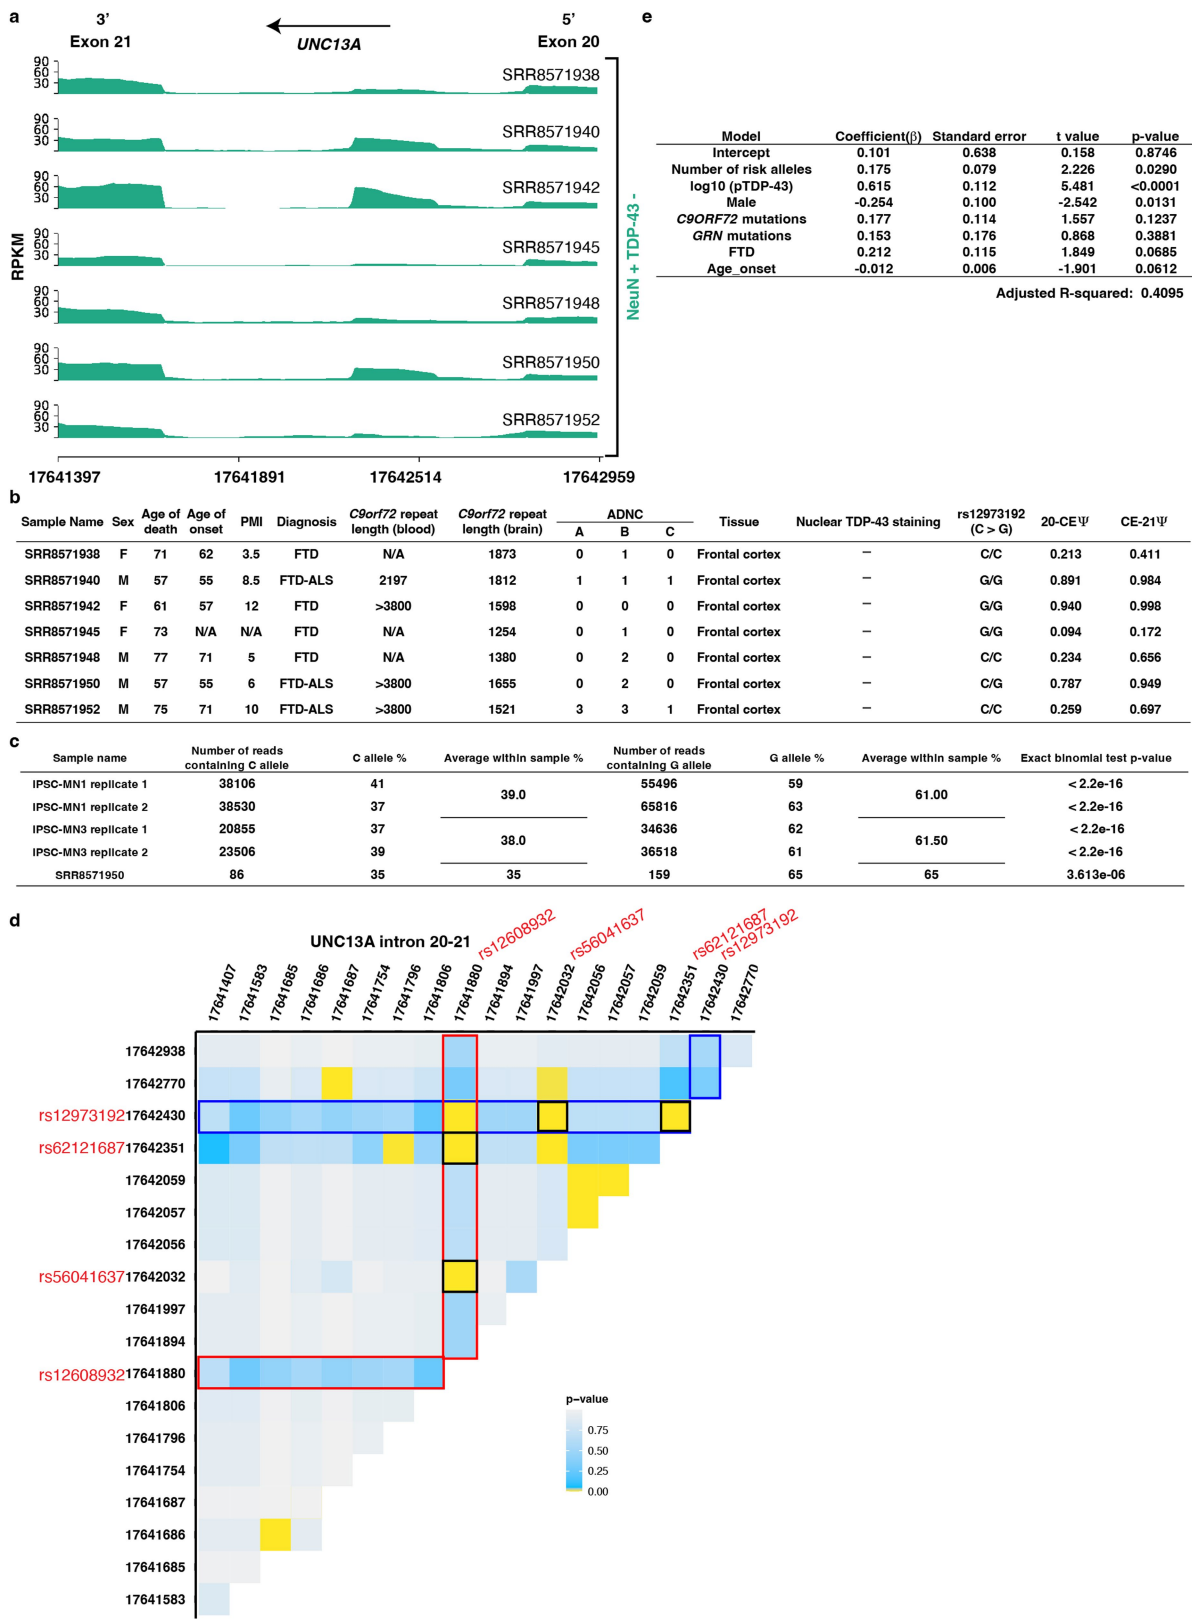 a
3’
5’
Exon 21
UNC13A
Exon 20
RPKM
90
60
30
SRR8571938
90
60
30
SRR8571940
90
60
30
SRR8571942
90
60
30
SRR8571945
90
60
30
SRR8571948
90
60
30
SRR8571950
90
60
30
SRR8571952
NeuN + TDP-43 -
17641397 17641891 17642514 17642959
e
Model Coefficient(β) Standard error t value p-value
Intercept 0.101 0.638 0.158 0.8746
Number of risk alleles 0.175 0.079 2.226 0.0290
log10 (pTDP-43) 0.615 0.112 5.481 <0.0001
Male -0.254 0.100 -2.542 0.0131
C9ORF72 mutations 0.177 0.114 1.557 0.1237
GRN mutations 0.153 0.176 0.868 0.3881
FTD 0.212 0.115 1.849 0.0685
Age_onset -0.012 0.006 -1.901 0.0612
Adjusted R-squared: 0.4095
b
Sample Name Sex Age of death Age of onset PMI Diagnosis C9orf72 repeat length (blood) C9orf72 repeat length (brain) ADNC A B C Tissue Nuclear TDP-43 staining rs12973192 (C > G) 20-CEΨ CE-21Ψ
SRR8571938 F 71 62 3.5 FTD N/A 1873 0 1 0 Frontal cortex − C/C 0.213 0.411
SRR8571940 M 57 55 8.5 FTD-ALS 2197 1812 1 1 1 Frontal cortex − G/G 0.891 0.984
SRR8571942 F 61 57 12 FTD >3800 1598 0 0 0 Frontal cortex − G/G 0.940 0.998
SRR8571945 F 73 N/A N/A FTD N/A 1254 0 1 0 Frontal cortex − G/G 0.094 0.172
SRR8571948 M 77 71 5 FTD N/A 1380 0 2 0 Frontal cortex − C/C 0.234 0.656
SRR8571950 M 57 55 6 FTD-ALS >3800 1655 0 2 0 Frontal cortex − C/G 0.787 0.949
SRR8571952 M 75 71 10 FTD-ALS >3800 1521 3 3 1 Frontal cortex − C/C 0.259 0.697
c
Sample name Number of reads containing C allele C allele % Average within sample % Number of reads containing G allele G allele % Average within sample % Exact binomial test p-value
iPSC-MN1 replicate 1 38106 41 39.0 55496 59 61.00 < 2.2e-16
iPSC-MN1 replicate 2 38530 37 65816 63 < 2.2e-16
iPSC-MN3 replicate 1 20855 37 38.0 34636 62 61.50 < 2.2e-16
iPSC-MN3 replicate 2 23506 39 36518 61 < 2.2e-16
SRR8571950 86 35 35 159 65 65 3.613e-06
d
UNC13A intron 20-21
rs12608932 rs56041637 rs62121687 rs12973192
17641407 17641583 17641685 17641686 17641687 17641754 17641796 17641806 17641880 17641894 17641997 17642032 17642056 17642057 17642059 17642351 17642430 17642770
17642938
17642770
rs12973192 17642430
rs62121687 17642351
17642059
17642057
17642056
rs56041637 17642032
17641997
17641894
rs12608932 17641880
17641806
17641796
17641754
17641687
17641686
17641685
17641583
p−value
0.75
0.50
0.25
0.00